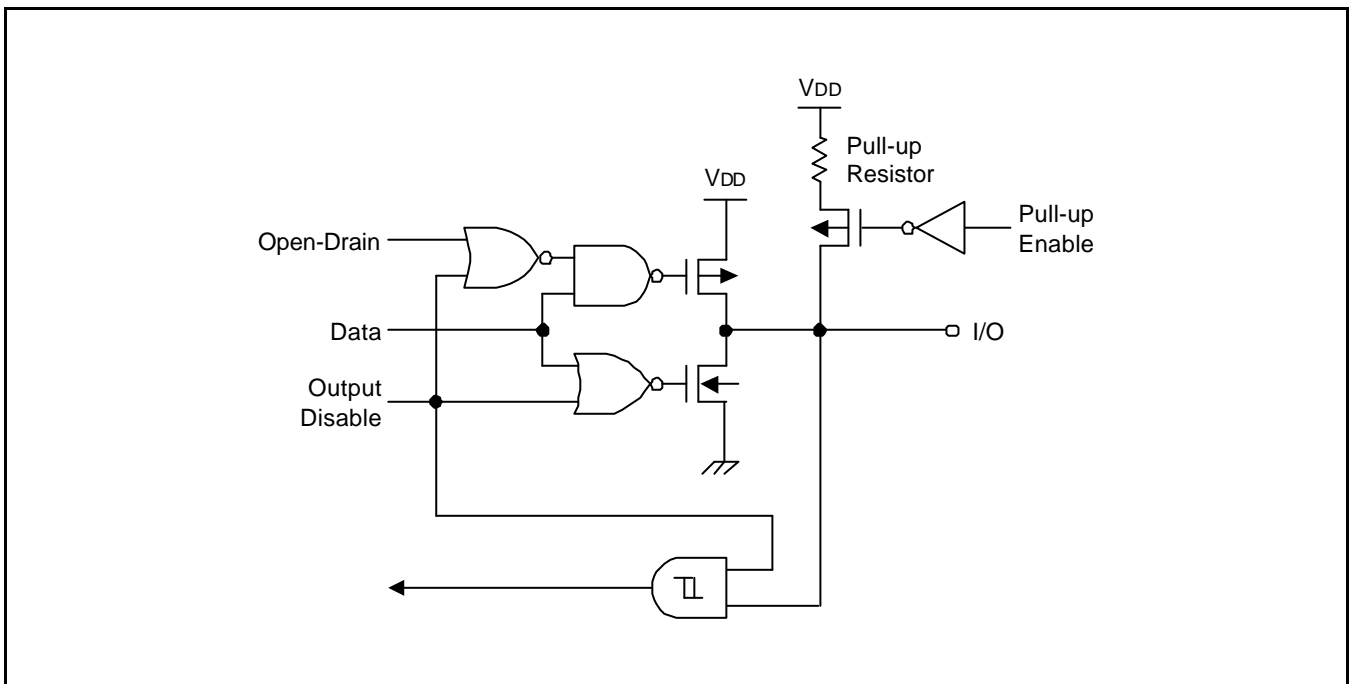 VDD
Pull-up
Resistor
VDD
Pull-up
Enable
Open-Drain
Data
I/O
Output
Disable